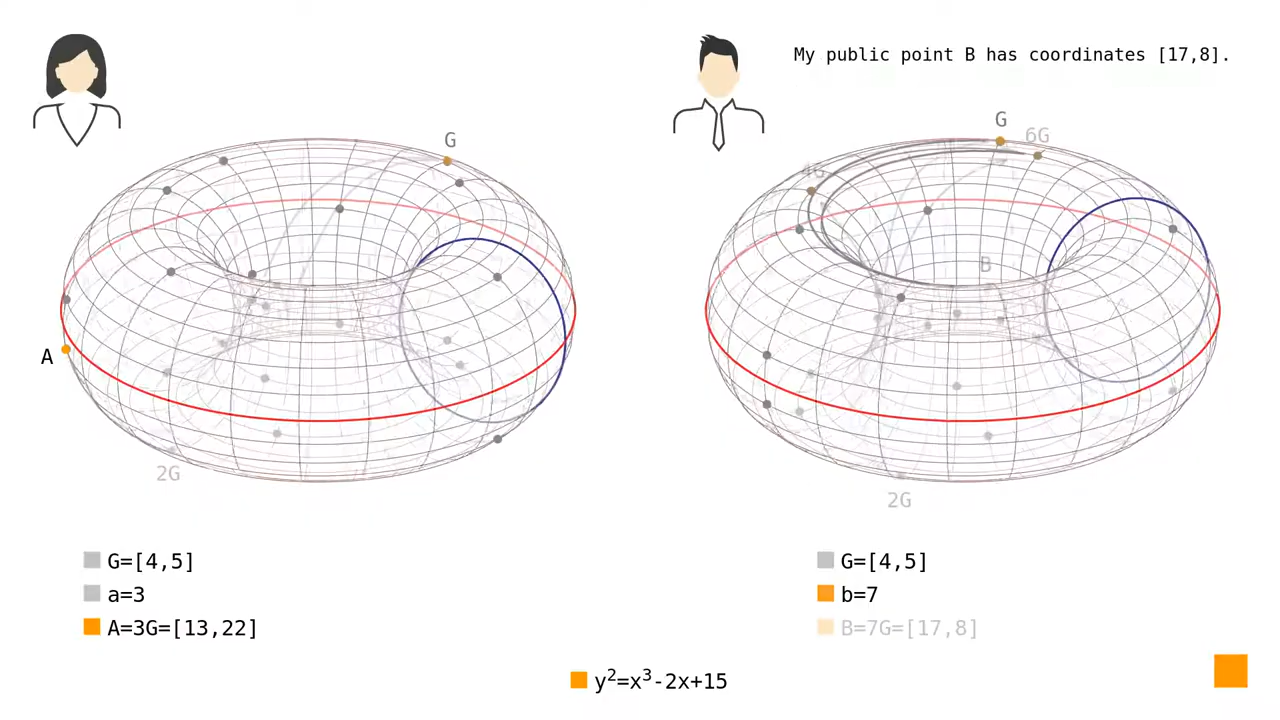 My public point B has coordinates [17,8].
G
A
2G
G
6G
4G
B
2G
G=[4,5]
a=3
A=3G=[13,22]
G=[4,5]
b=7
B=7G=[17,8]
y²=x³-2x+15